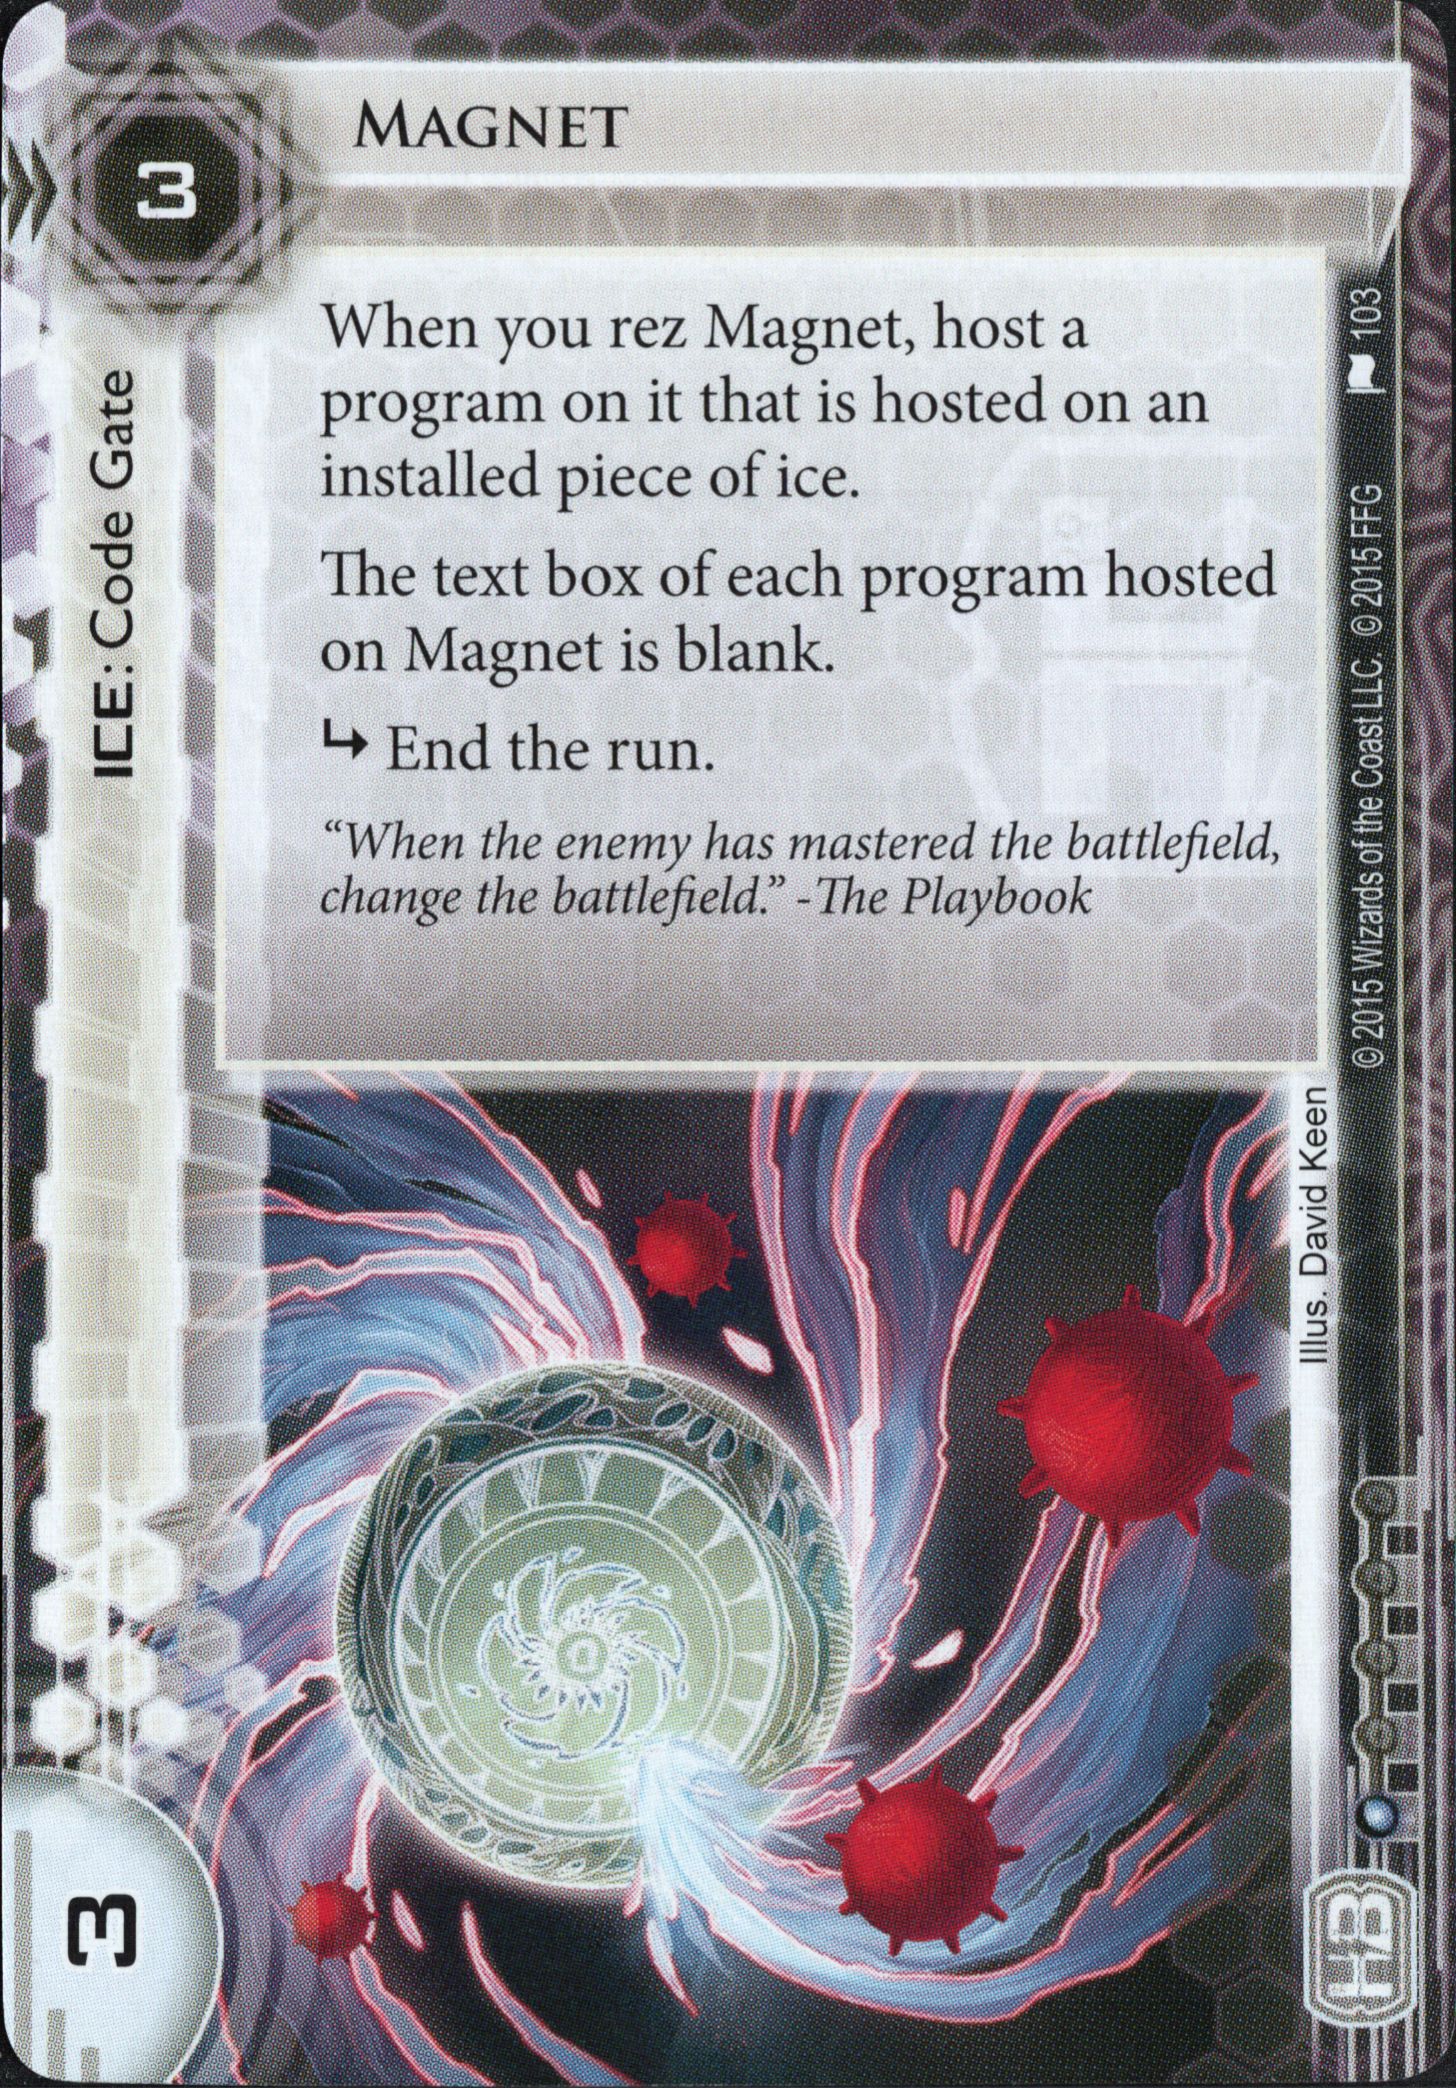 3
MAGNET
ICE: Code Gate
When you rez Magnet, host a
program on it that is hosted on an
installed piece of ice.
The text box of each program hosted
on Magnet is blank.
↳ End the run.
“When the enemy has mastered the battlefield,
change the battlefield.” -The Playbook
103
© 2015 Wizards of the Coast LLC. © 2015 FFG
Illus. David Keen
3
HB